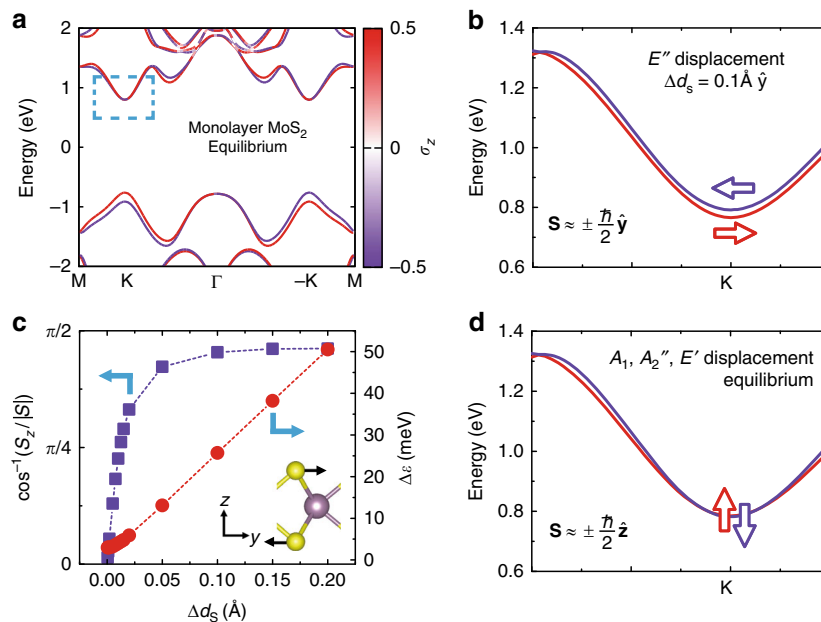 a
2
1
0
−1
−2
Energy (eV)
Monolayer MoS2
Equilibrium
M
K
Γ
−K
M
0.5
0
−0.5
σz
b
1.4
1.2
1.0
0.8
0.6
Energy (eV)
E″ displacement
Δds = 0.1Å ŷ
S ≈ ± ℏ/2 ŷ
K
c
π/2
π/4
0
cos−1(Sz/|S|)
50
40
30
20
10
0
Δε (meV)
z
y
0.00
0.05
0.10
0.15
0.20
ΔdS (Å)
d
1.4
1.2
1.0
0.8
0.6
Energy (eV)
A1, A2″, E′ displacement
equilibrium
S ≈ ± ℏ/2 ẑ
K